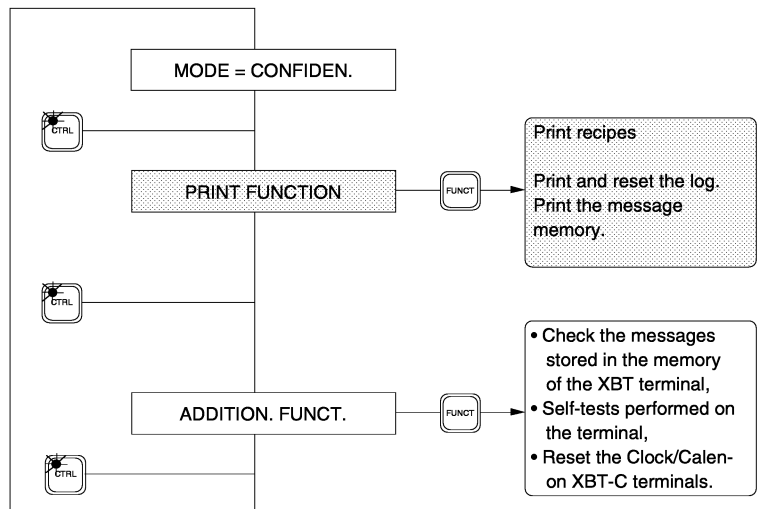 MODE = CONFIDEN.
CTRL
PRINT FUNCTION
FUNCT
Print recipes
Print and reset the log.
Print the message
memory.
CTRL
ADDITION. FUNCT.
FUNCT
• Check the messages
stored in the memory
of the XBT terminal,
• Self-tests performed on
the terminal,
• Reset the Clock/Calen-
on XBT-C terminals.
CTRL